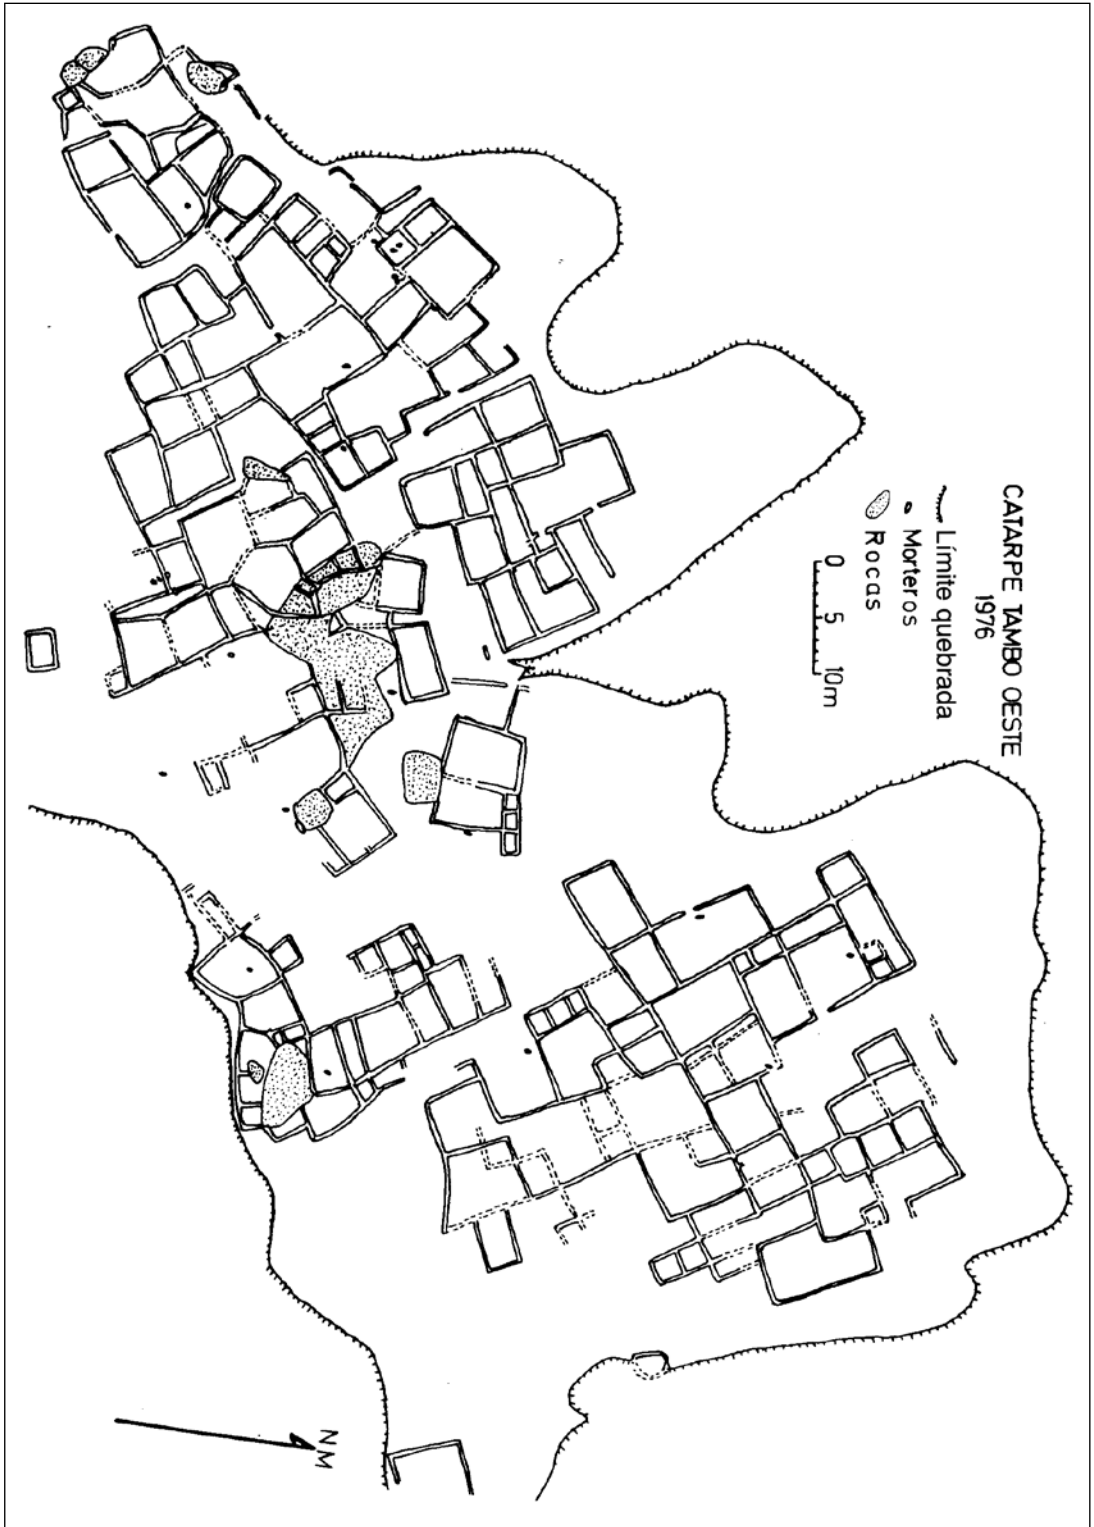 CATARPE TAMBO OESTE
1976
Límite quebrada
Morteros
Rocas
0 5 10m
NM